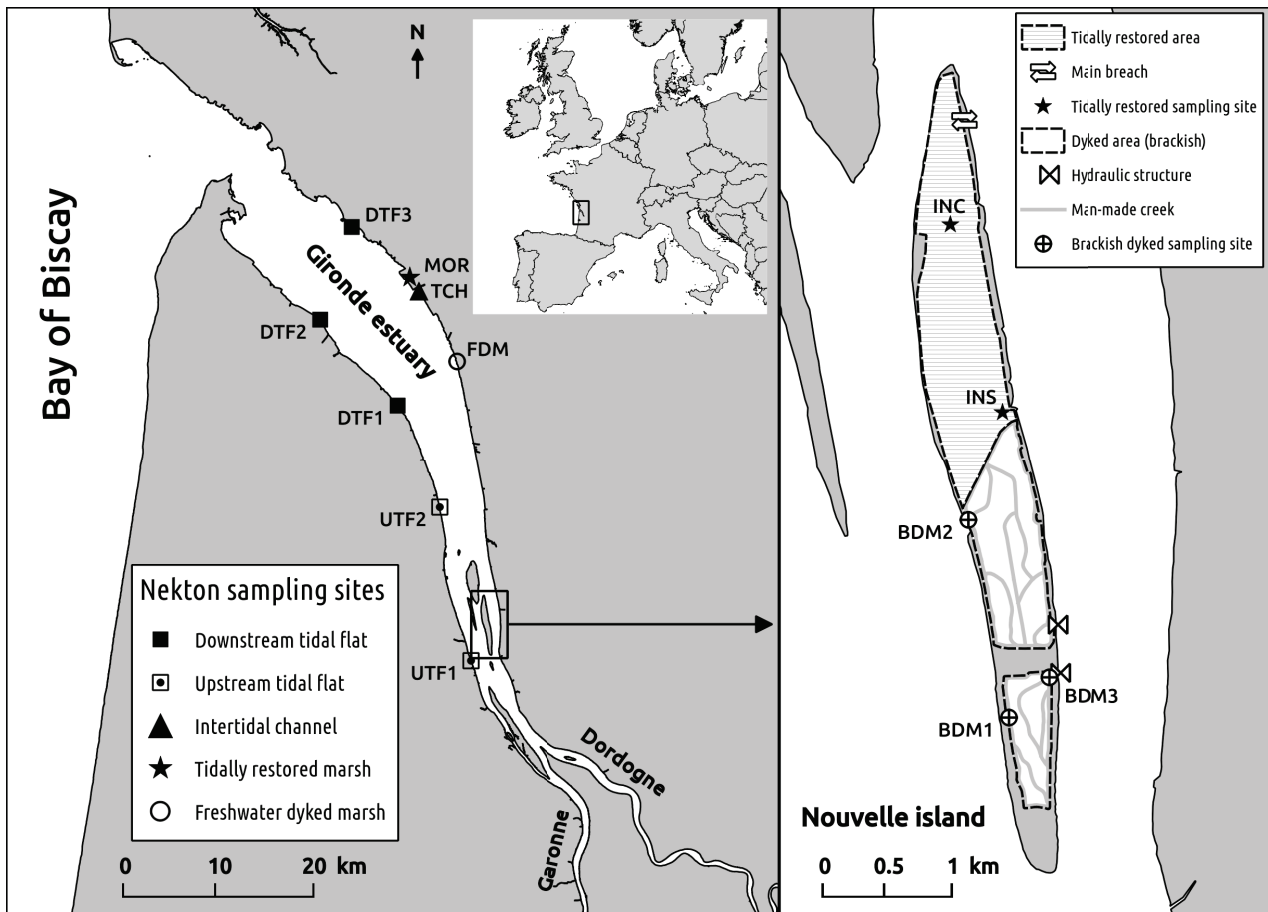 N
Bay of Biscay
Gironde estuary
DTF3
MOR
TCH
DTF2
FDM
DTF1
UTF2
UTF1
Dordogne
Garonne
Nekton sampling sites
Downstream tidal flat
Upstream tidal flat
Intertidal channel
Tidally restored marsh
Freshwater dyked marsh
0 10 20 km
Tically restored area
Main breach
Tically restored sampling site
Dyked area (brackish)
Hydraulic structure
Man-made creek
Brackish dyked sampling site
INC
INS
BDM2
BDM3
BDM1
Nouvelle island
0 0.5 1 km